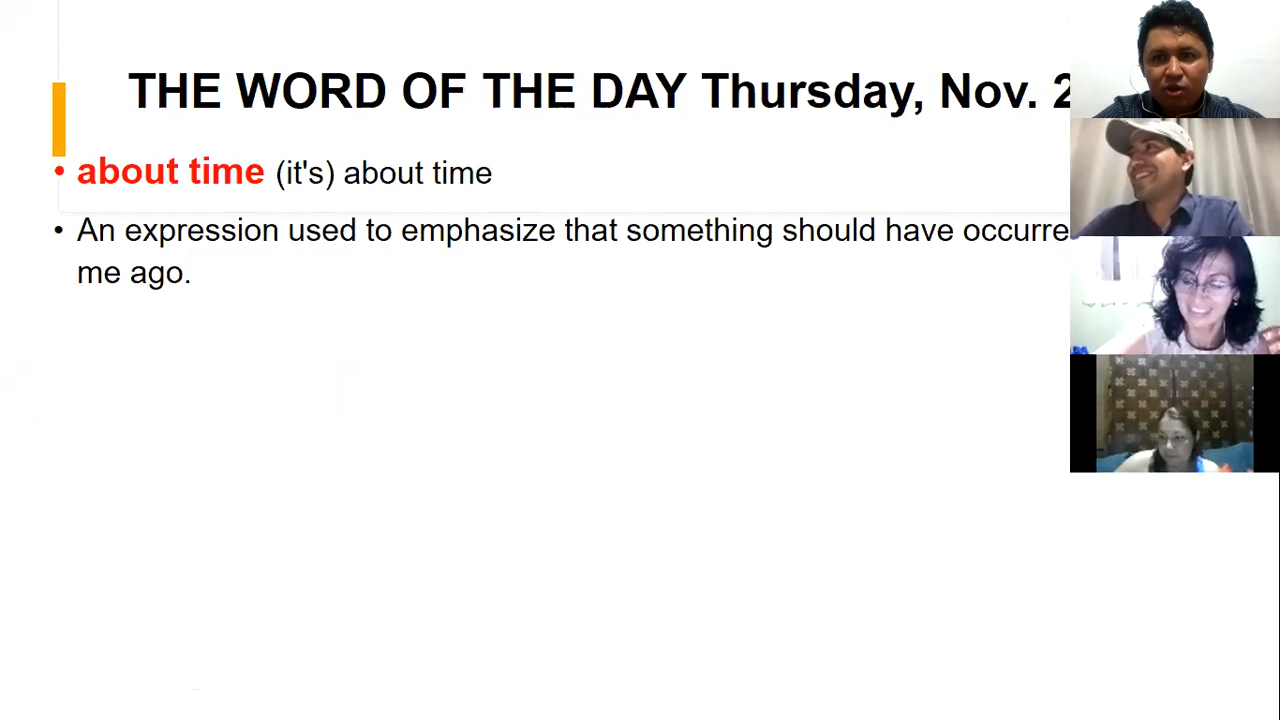 THE WORD OF THE DAY Thursday, Nov. 2
• about time (it's) about time
• An expression used to emphasize that something should have occurre
me ago.